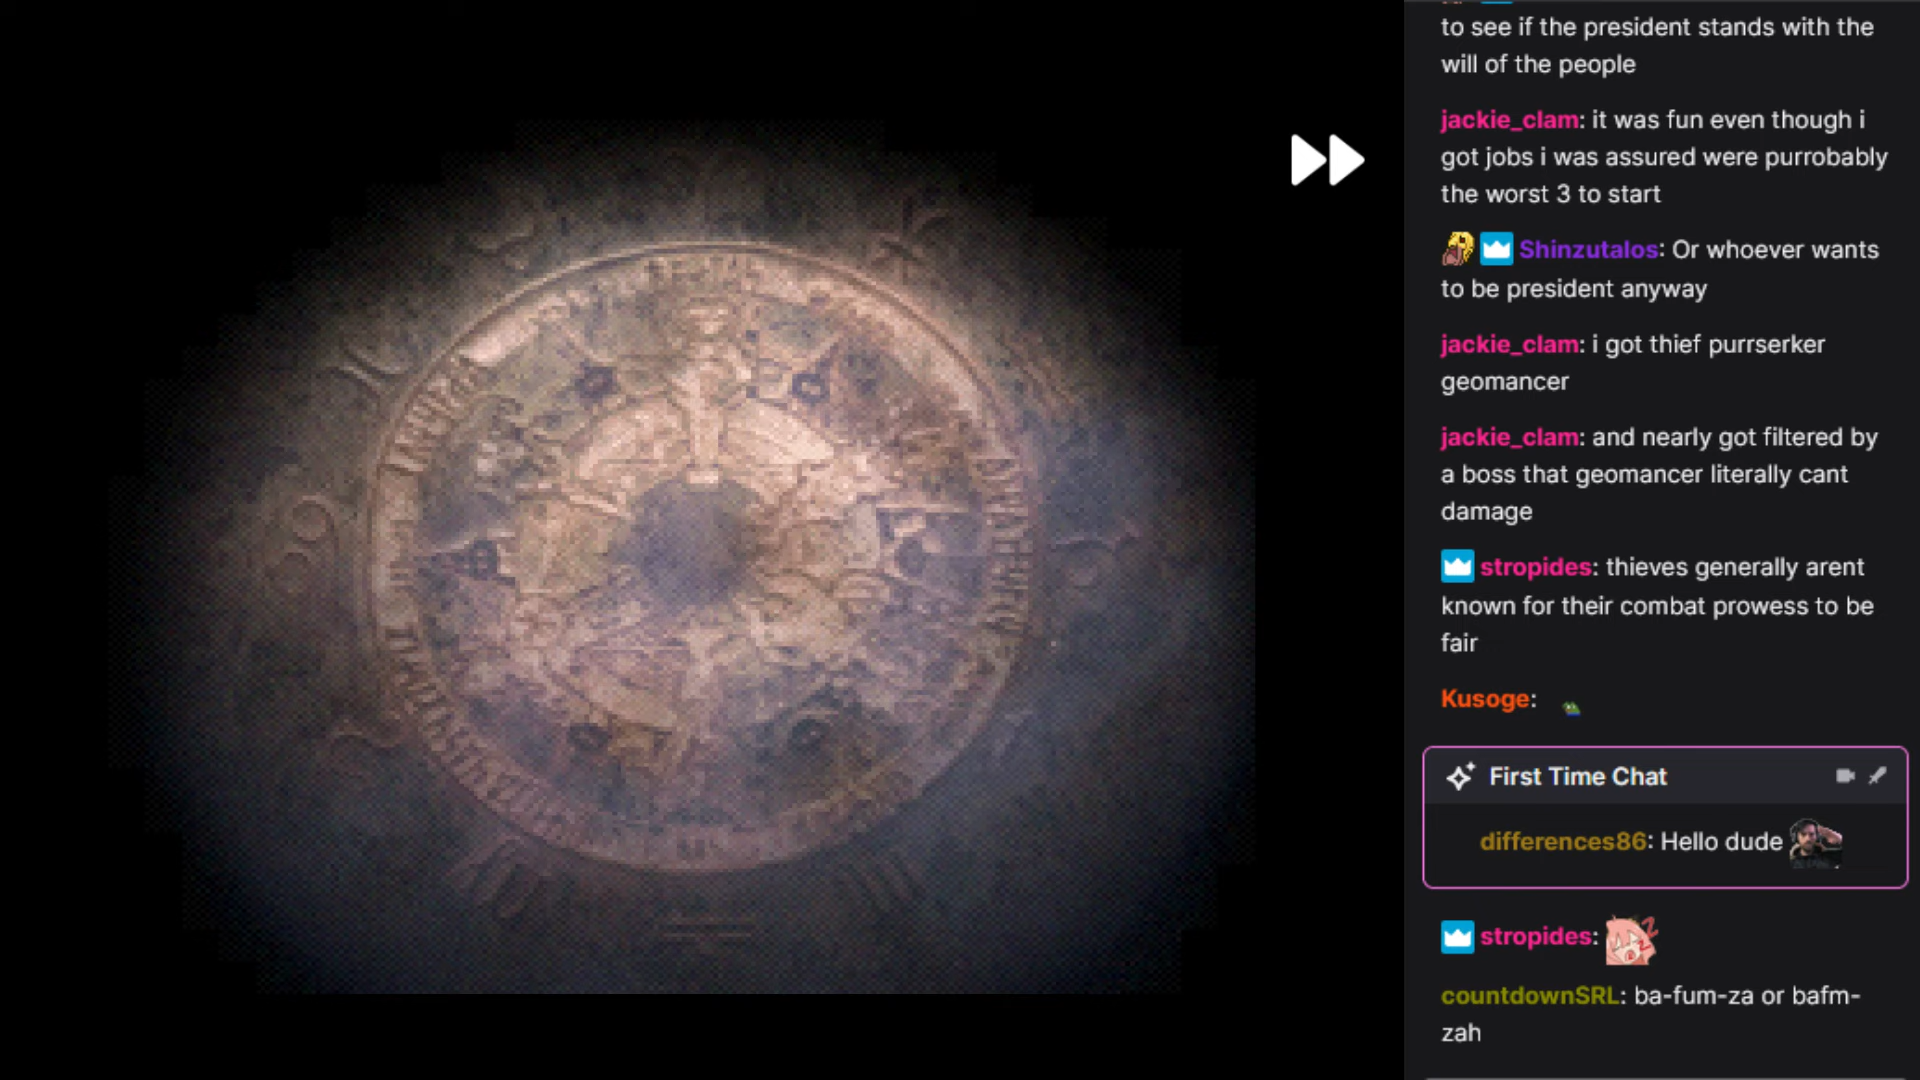 to see if the president stands with the
will of the people
jackie_clam: it was fun even though i
got jobs i was assured were purrobably
the worst 3 to start
Shinzutalos: Or whoever wants
to be president anyway
jackie_clam: i got thief purrserker
geomancer
jackie_clam: and nearly got filtered by
a boss that geomancer literally cant
damage
stropides: thieves generally arent
known for their combat prowess to be
fair
Kusoge:
First Time Chat
differences86: Hello dude
stropides:
countdownSRL: ba-fum-za or bafm-
zah